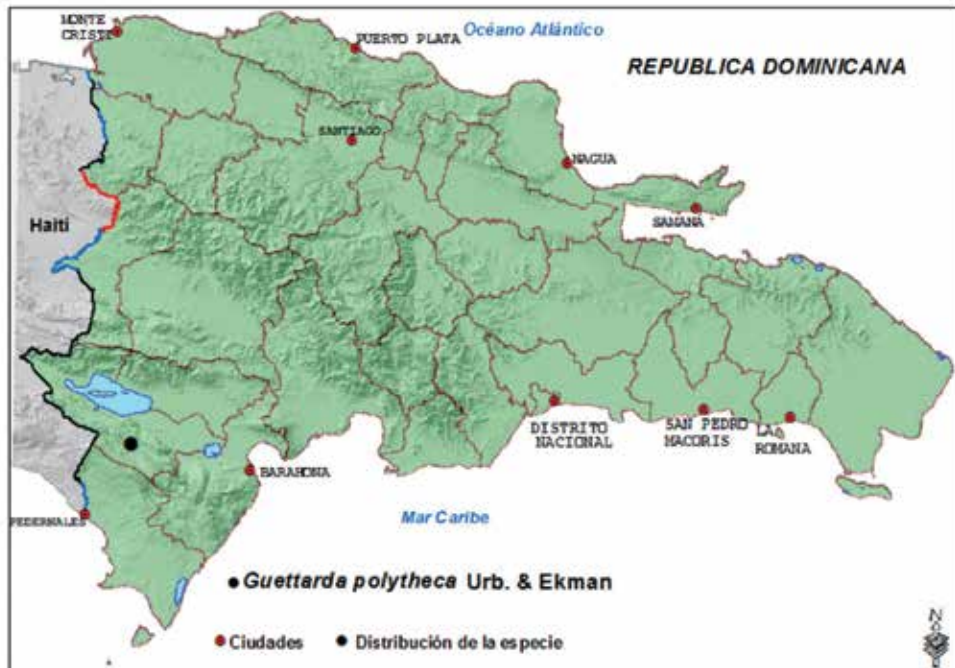 MONTE
CRISTI
PUERTO PLATA
Océano Atlántico
REPUBLICA DOMINICANA
SANTIAGO
NAGUA
SAMANA
Haití
DISTRITO
NACIONAL
SAN PEDRO
MACORIS
LA
ROMANA
BARAHONA
PEDERNALES
Mar Caribe
Guettarda polytheca Urb. & Ekman
Ciudades
Distribución de la especie
N